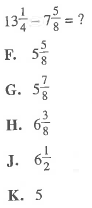 13 1/4 − 7 5/8 = ?
F. 5 5/8
G. 5 7/8
H. 6 3/8
J. 6 1/2
K. 5